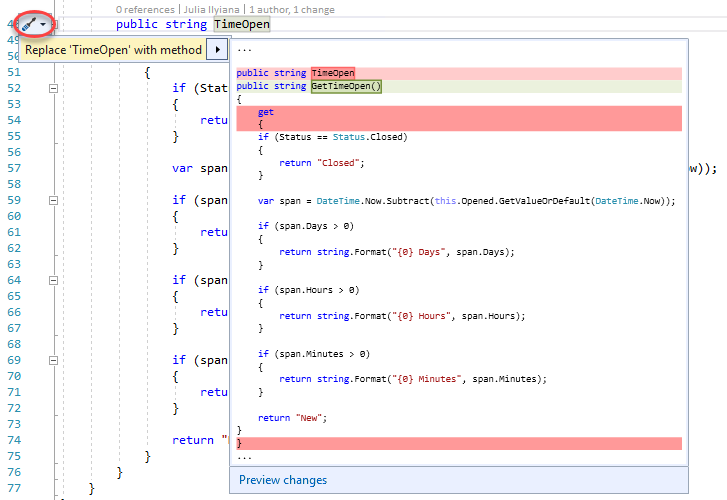 0 references | Julia Ilyiana | 1 author, 1 change
public string TimeOpen
Replace 'TimeOpen' with method
51 {
52 if (Stat
53 {
54 retu
55 }
56
57 var span w));
58
59 if (span
60 {
61 retu
62 }
63
64 if (span
65 {
66 retu
67 }
68
69 if (span
70 {
71 retu
72 }
73
74 return "
75 }
76 }
77 }
...
public string TimeOpen
public string GetTimeOpen()
{
get
{
if (Status == Status.Closed)
{
return "Closed";
}
var span = DateTime.Now.Subtract(this.Opened.GetValueOrDefault(DateTime.Now));
if (span.Days > 0)
{
return string.Format("{0} Days", span.Days);
}
if (span.Hours > 0)
{
return string.Format("{0} Hours", span.Hours);
}
if (span.Minutes > 0)
{
return string.Format("{0} Minutes", span.Minutes);
}
return "New";
}
}
...
Preview changes